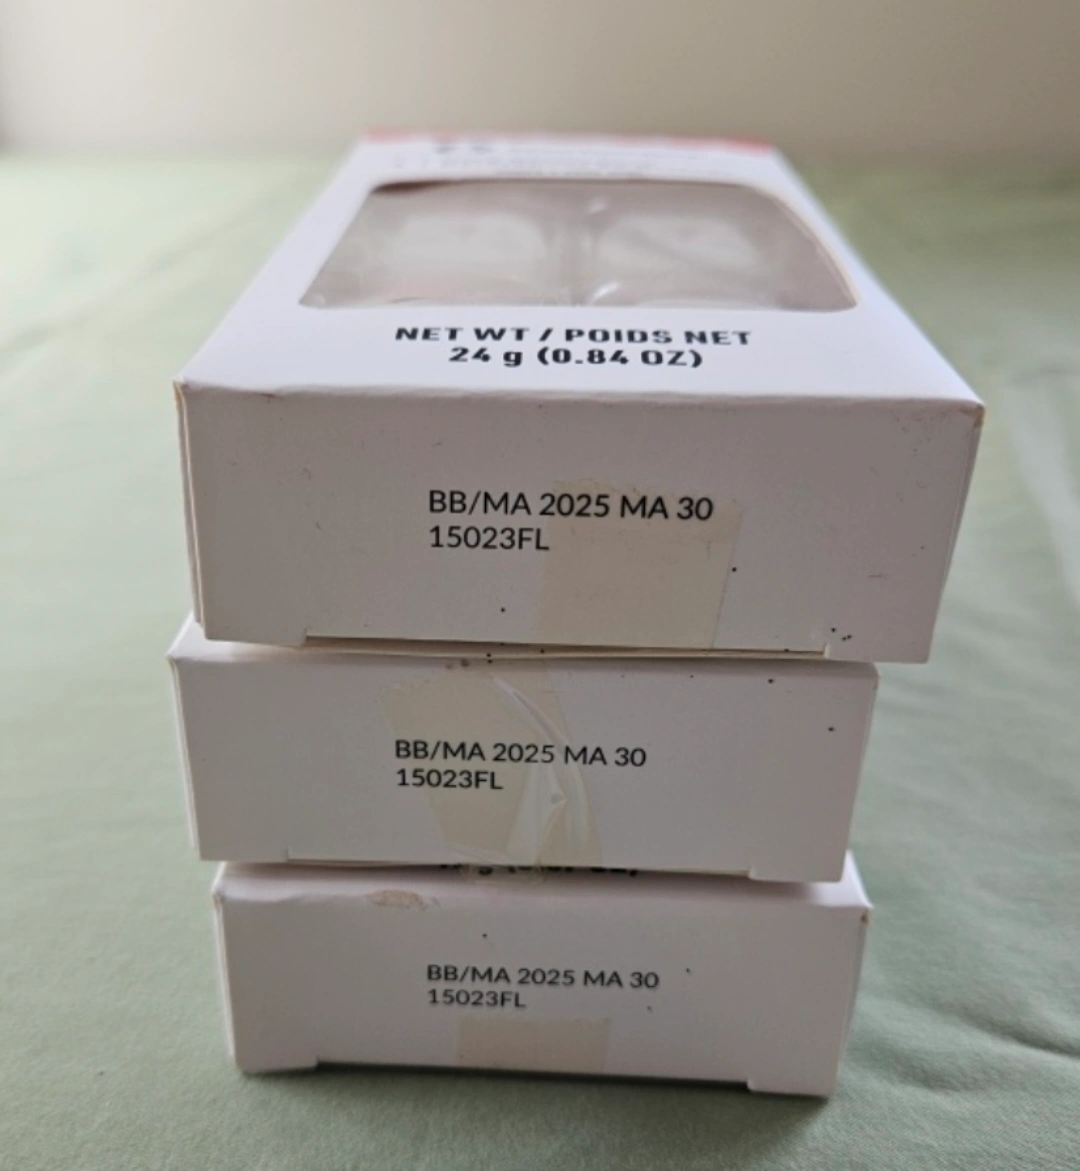 NET WT / POIDS NET
24 g (0.84 OZ)
BB/MA 2025 MA 30
15023FL
BB/MA 2025 MA 30
15023FL
BB/MA 2025 MA 30
15023FL